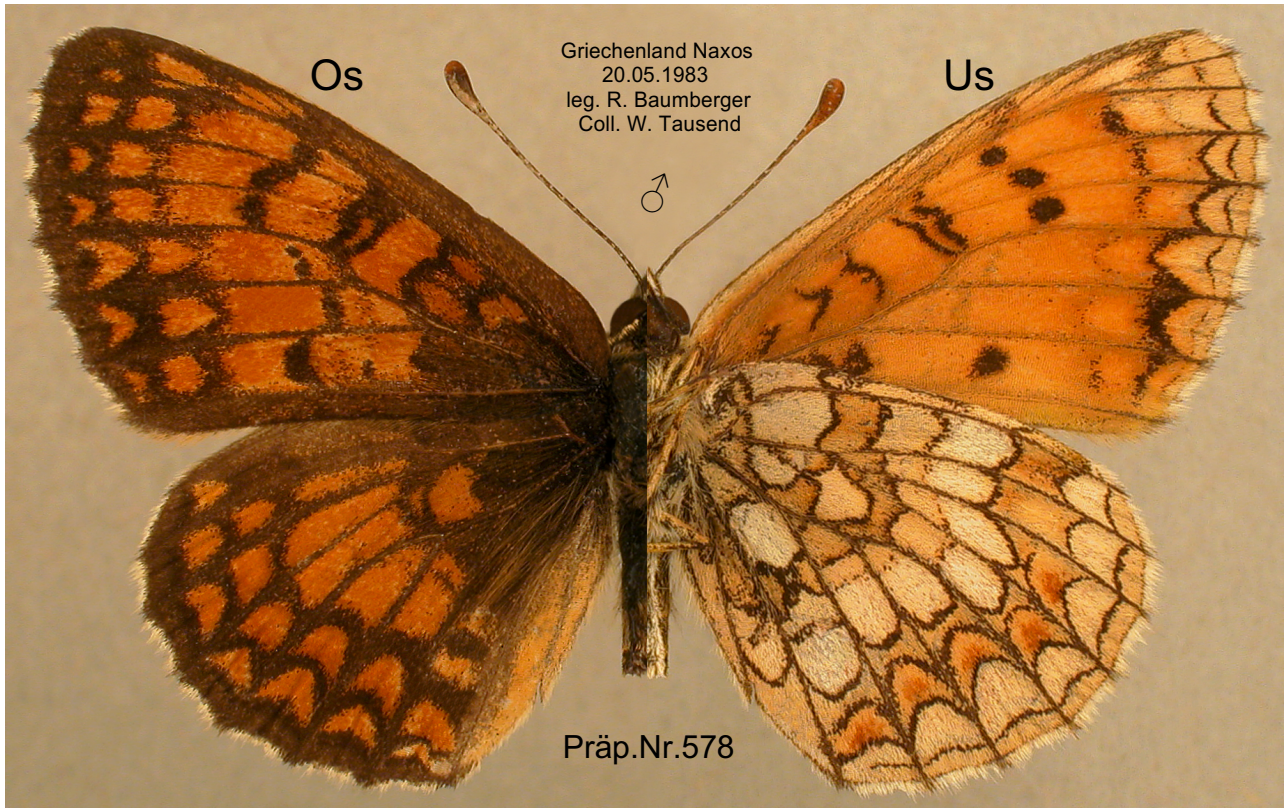 Os
Griechenland Naxos
20.05.1983
leg. R. Baumberger
Coll. W. Tausend
♂
Us
Präp.Nr.578